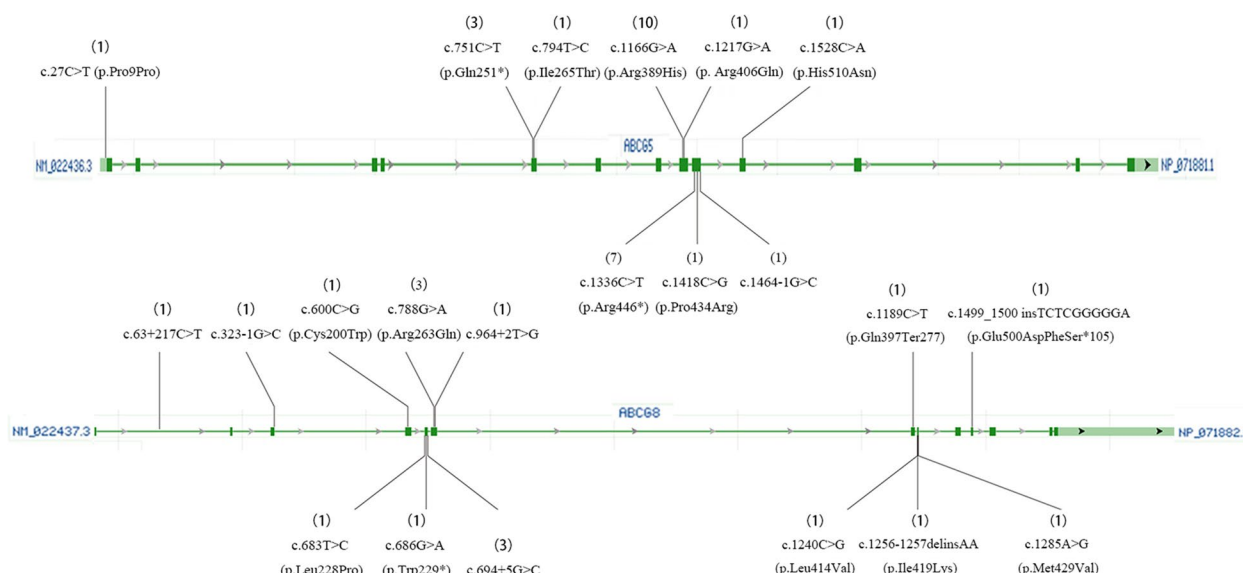 (1)
c.27C>T (p.Pro9Pro)
(3)
c.751C>T
(p.Gln251*)
(1)
c.794T>C
(p.Ile265Thr)
(10)
c.1166G>A
(p.Arg389His)
(1)
c.1217G>A
(p. Arg406Gln)
(1)
c.1528C>A
(p.His510Asn)
ABCG5
NM_022436.3
NP_071881.1
(7)
c.1336C>T
(p.Arg446*)
(1)
c.1418C>G
(p.Pro434Arg)
(1)
c.1464-1G>C
(1)
c.63+217C>T
(1)
c.323-1G>C
(1)
c.600C>G
(p.Cys200Trp)
(3)
c.788G>A
(p.Arg263Gln)
(1)
c.964+2T>G
(1)
c.1189C>T
(p.Gln397Ter277)
(1)
c.1499_1500 insTCTCGGGGGA
(p.Glu500AspPheSer*105)
ABCG8
NM_022437.3
NP_071882.
(1)
c.683T>C
(p.Leu228Pro)
(1)
c.686G>A
(p.Trp229*)
(3)
c.694+5G>C
(1)
c.1240C>G
(p.Leu414Val)
(1)
c.1256-1257delinsAA
(p.Ile419Lys)
(1)
c.1285A>G
(p.Met429Val)